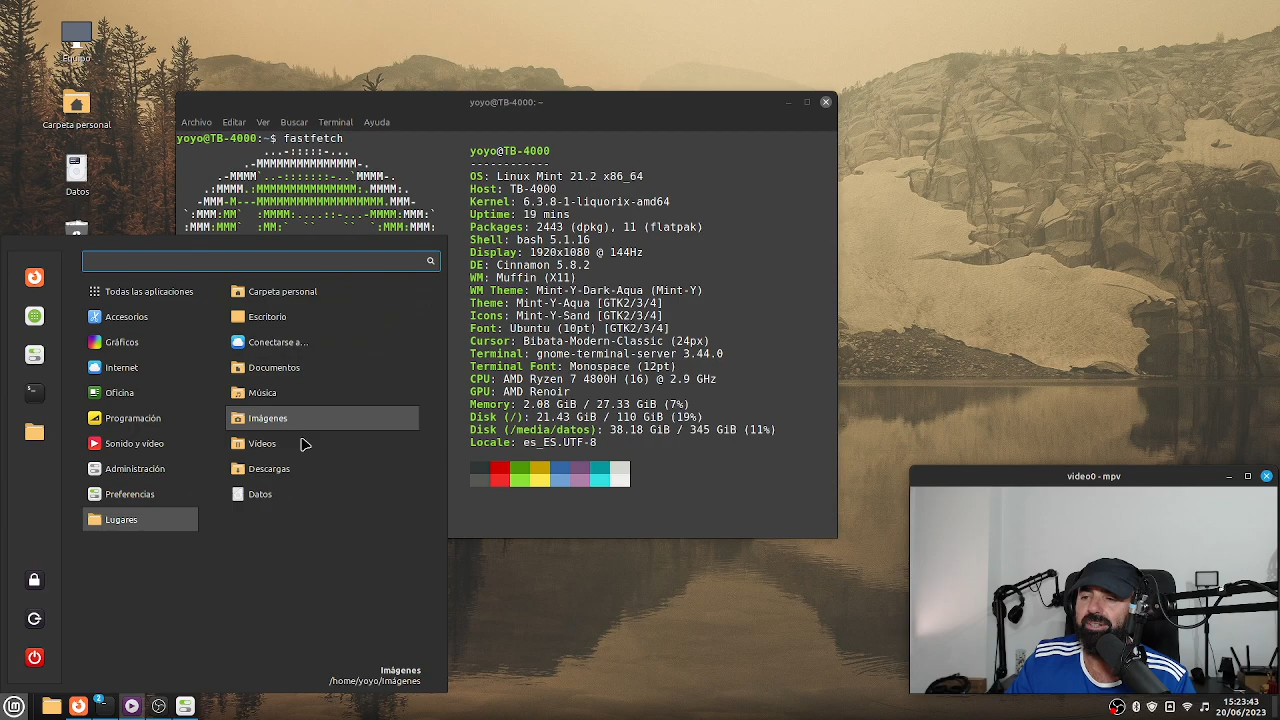 Equipo
Carpeta personal
Datos
yoyo@TB-4000: ~
Archivo Editar Ver Buscar Terminal Ayuda
yoyo@TB-4000:~$ fastfetch
yoyo@TB-4000
------------
OS: Linux Mint 21.2 x86_64
Host: TB-4000
Kernel: 6.3.8-1-liquorix-amd64
Uptime: 19 mins
Packages: 2443 (dpkg), 11 (flatpak)
Shell: bash 5.1.16
Display: 1920x1080 @ 144Hz
DE: Cinnamon 5.8.2
WM: Muffin (X11)
WM Theme: Mint-Y-Dark-Aqua (Mint-Y)
Theme: Mint-Y-Aqua [GTK2/3/4]
Icons: Mint-Y-Sand [GTK2/3/4]
Font: Ubuntu (10pt) [GTK2/3/4]
Cursor: Bibata-Modern-Classic (24px)
Terminal: gnome-terminal-server 3.44.0
Terminal Font: Monospace (12pt)
CPU: AMD Ryzen 7 4800H (16) @ 2.9 GHz
GPU: AMD Renoir
Memory: 2.08 GiB / 27.33 GiB (7%)
Disk (/): 21.43 GiB / 110 GiB (19%)
Disk (/media/datos): 38.18 GiB / 345 GiB (11%)
Locale: es_ES.UTF-8
Todas las aplicaciones
Accesorios
Gráficos
Internet
Oficina
Programación
Sonido y vídeo
Administración
Preferencias
Lugares
Carpeta personal
Escritorio
Conectarse a...
Documentos
Música
Imágenes
Vídeos
Descargas
Datos
Imágenes
/home/yoyo/Imágenes
video0 - mpv
2
15:23:43
20/06/2023